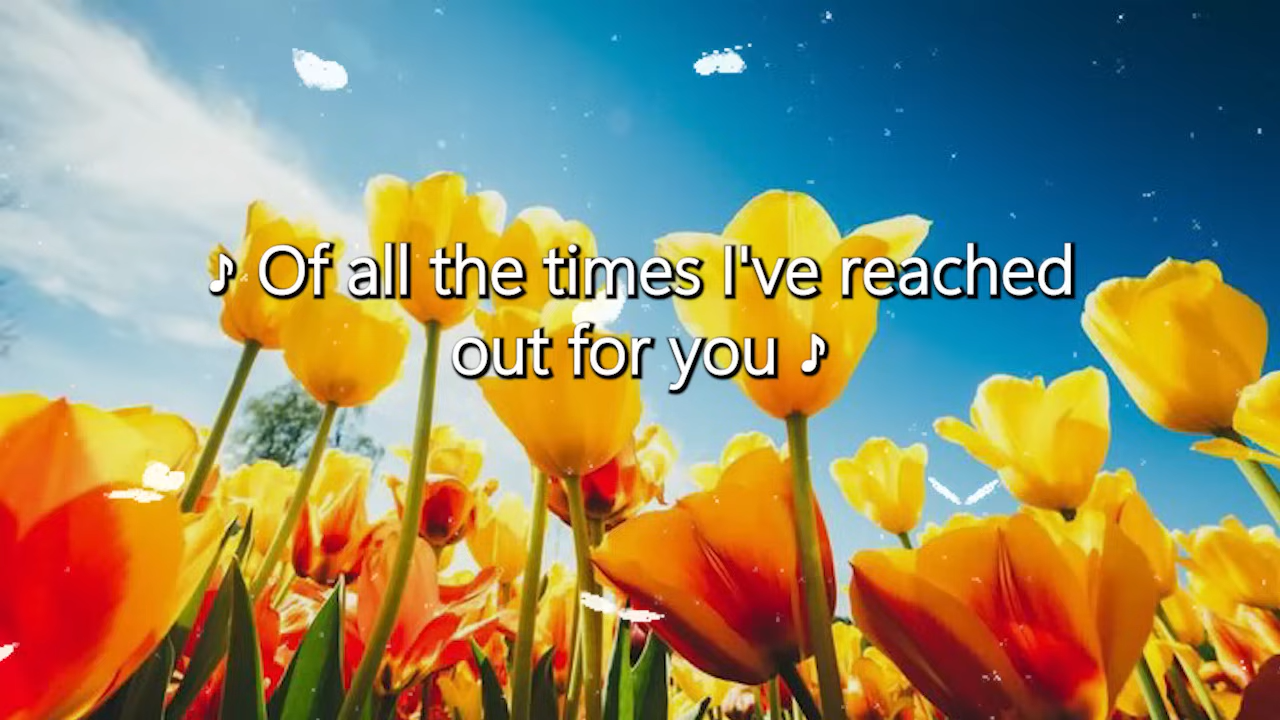 ♪ Of all the times I've reached
out for you ♪